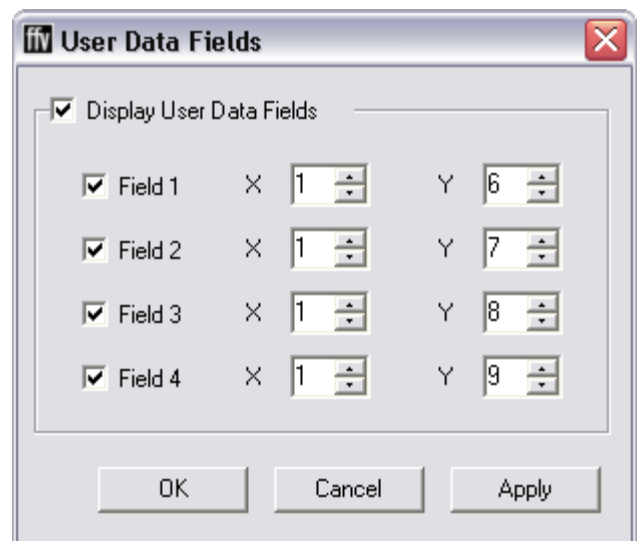 ffv User Data Fields
Display User Data Fields
Field 1 X 1 Y 6
Field 2 X 1 Y 7
Field 3 X 1 Y 8
Field 4 X 1 Y 9
OK Cancel Apply